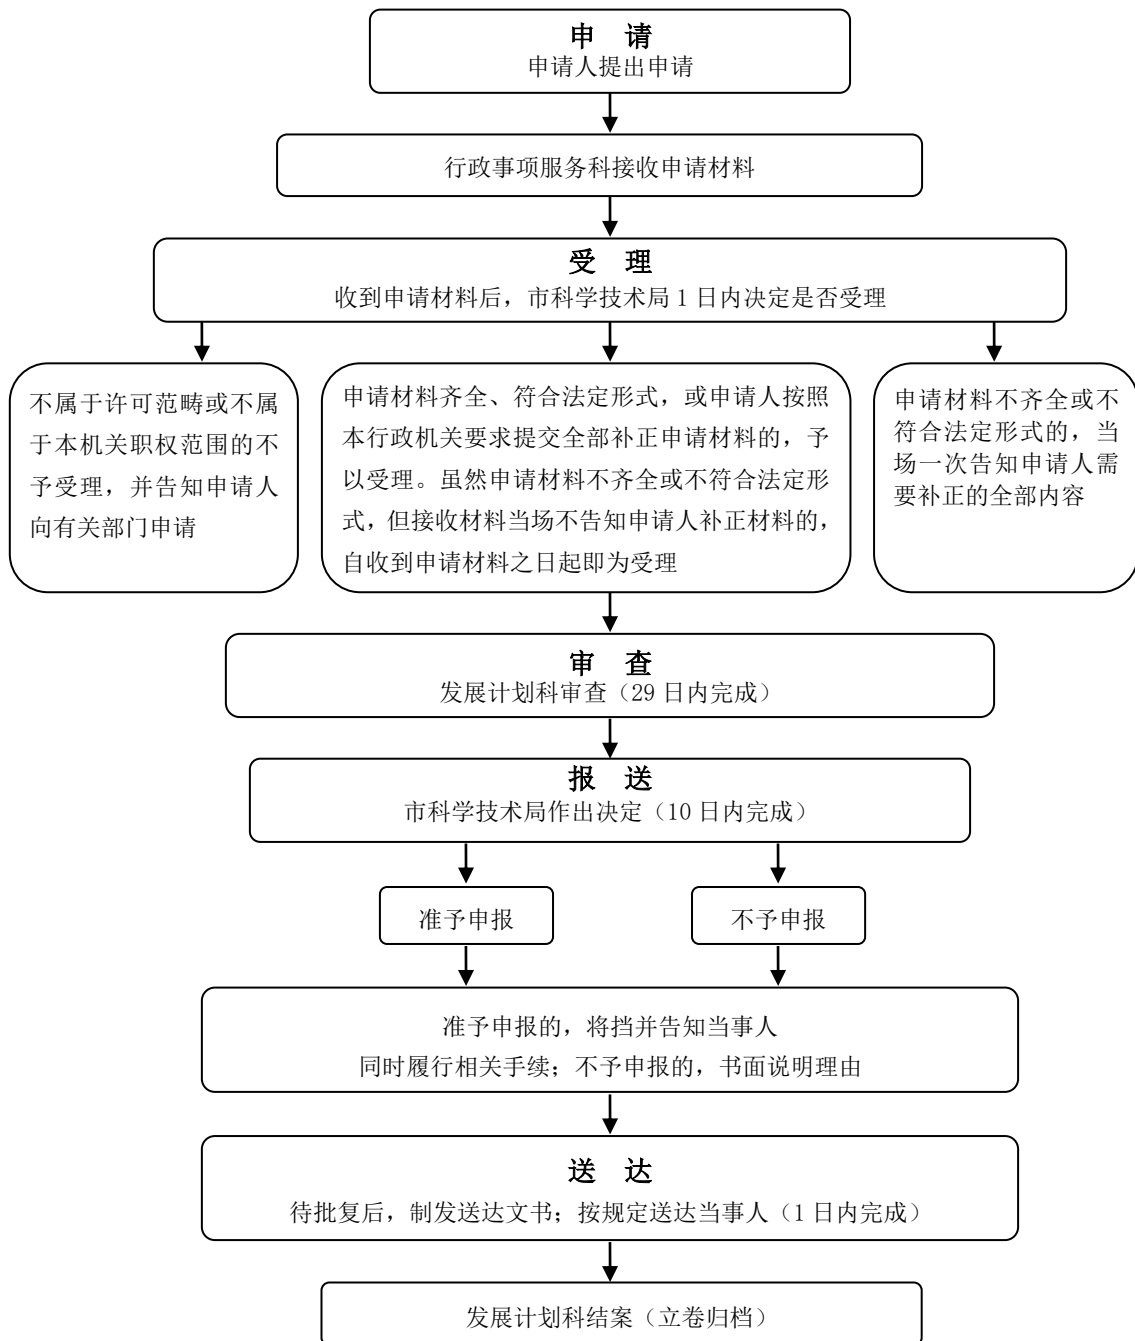 申 请
申请人提出申请
行政事项服务科接收申请材料
受 理
收到申请材料后，市科学技术局 1 日内决定是否受理
不属于许可范畴或不属
于本机关职权范围的不
予受理，并告知申请人
向有关部门申请
申请材料齐全、符合法定形式，或申请人按照
本行政机关要求提交全部补正申请材料的，予
以受理。虽然申请材料不齐全或不符合法定形
式，但接收材料当场不告知申请人补正材料的，
自收到申请材料之日起即为受理
申请材料不齐全或不
符合法定形式的，当
场一次告知申请人需
要补正的全部内容
审 查
发展计划科审查（29 日内完成）
报 送
市科学技术局作出决定（10 日内完成）
准予申报
不予申报
准予申报的，将挡并告知当事人
同时履行相关手续；不予申报的，书面说明理由
送 达
待批复后，制发送达文书；按规定送达当事人（1 日内完成）
发展计划科结案（立卷归档）